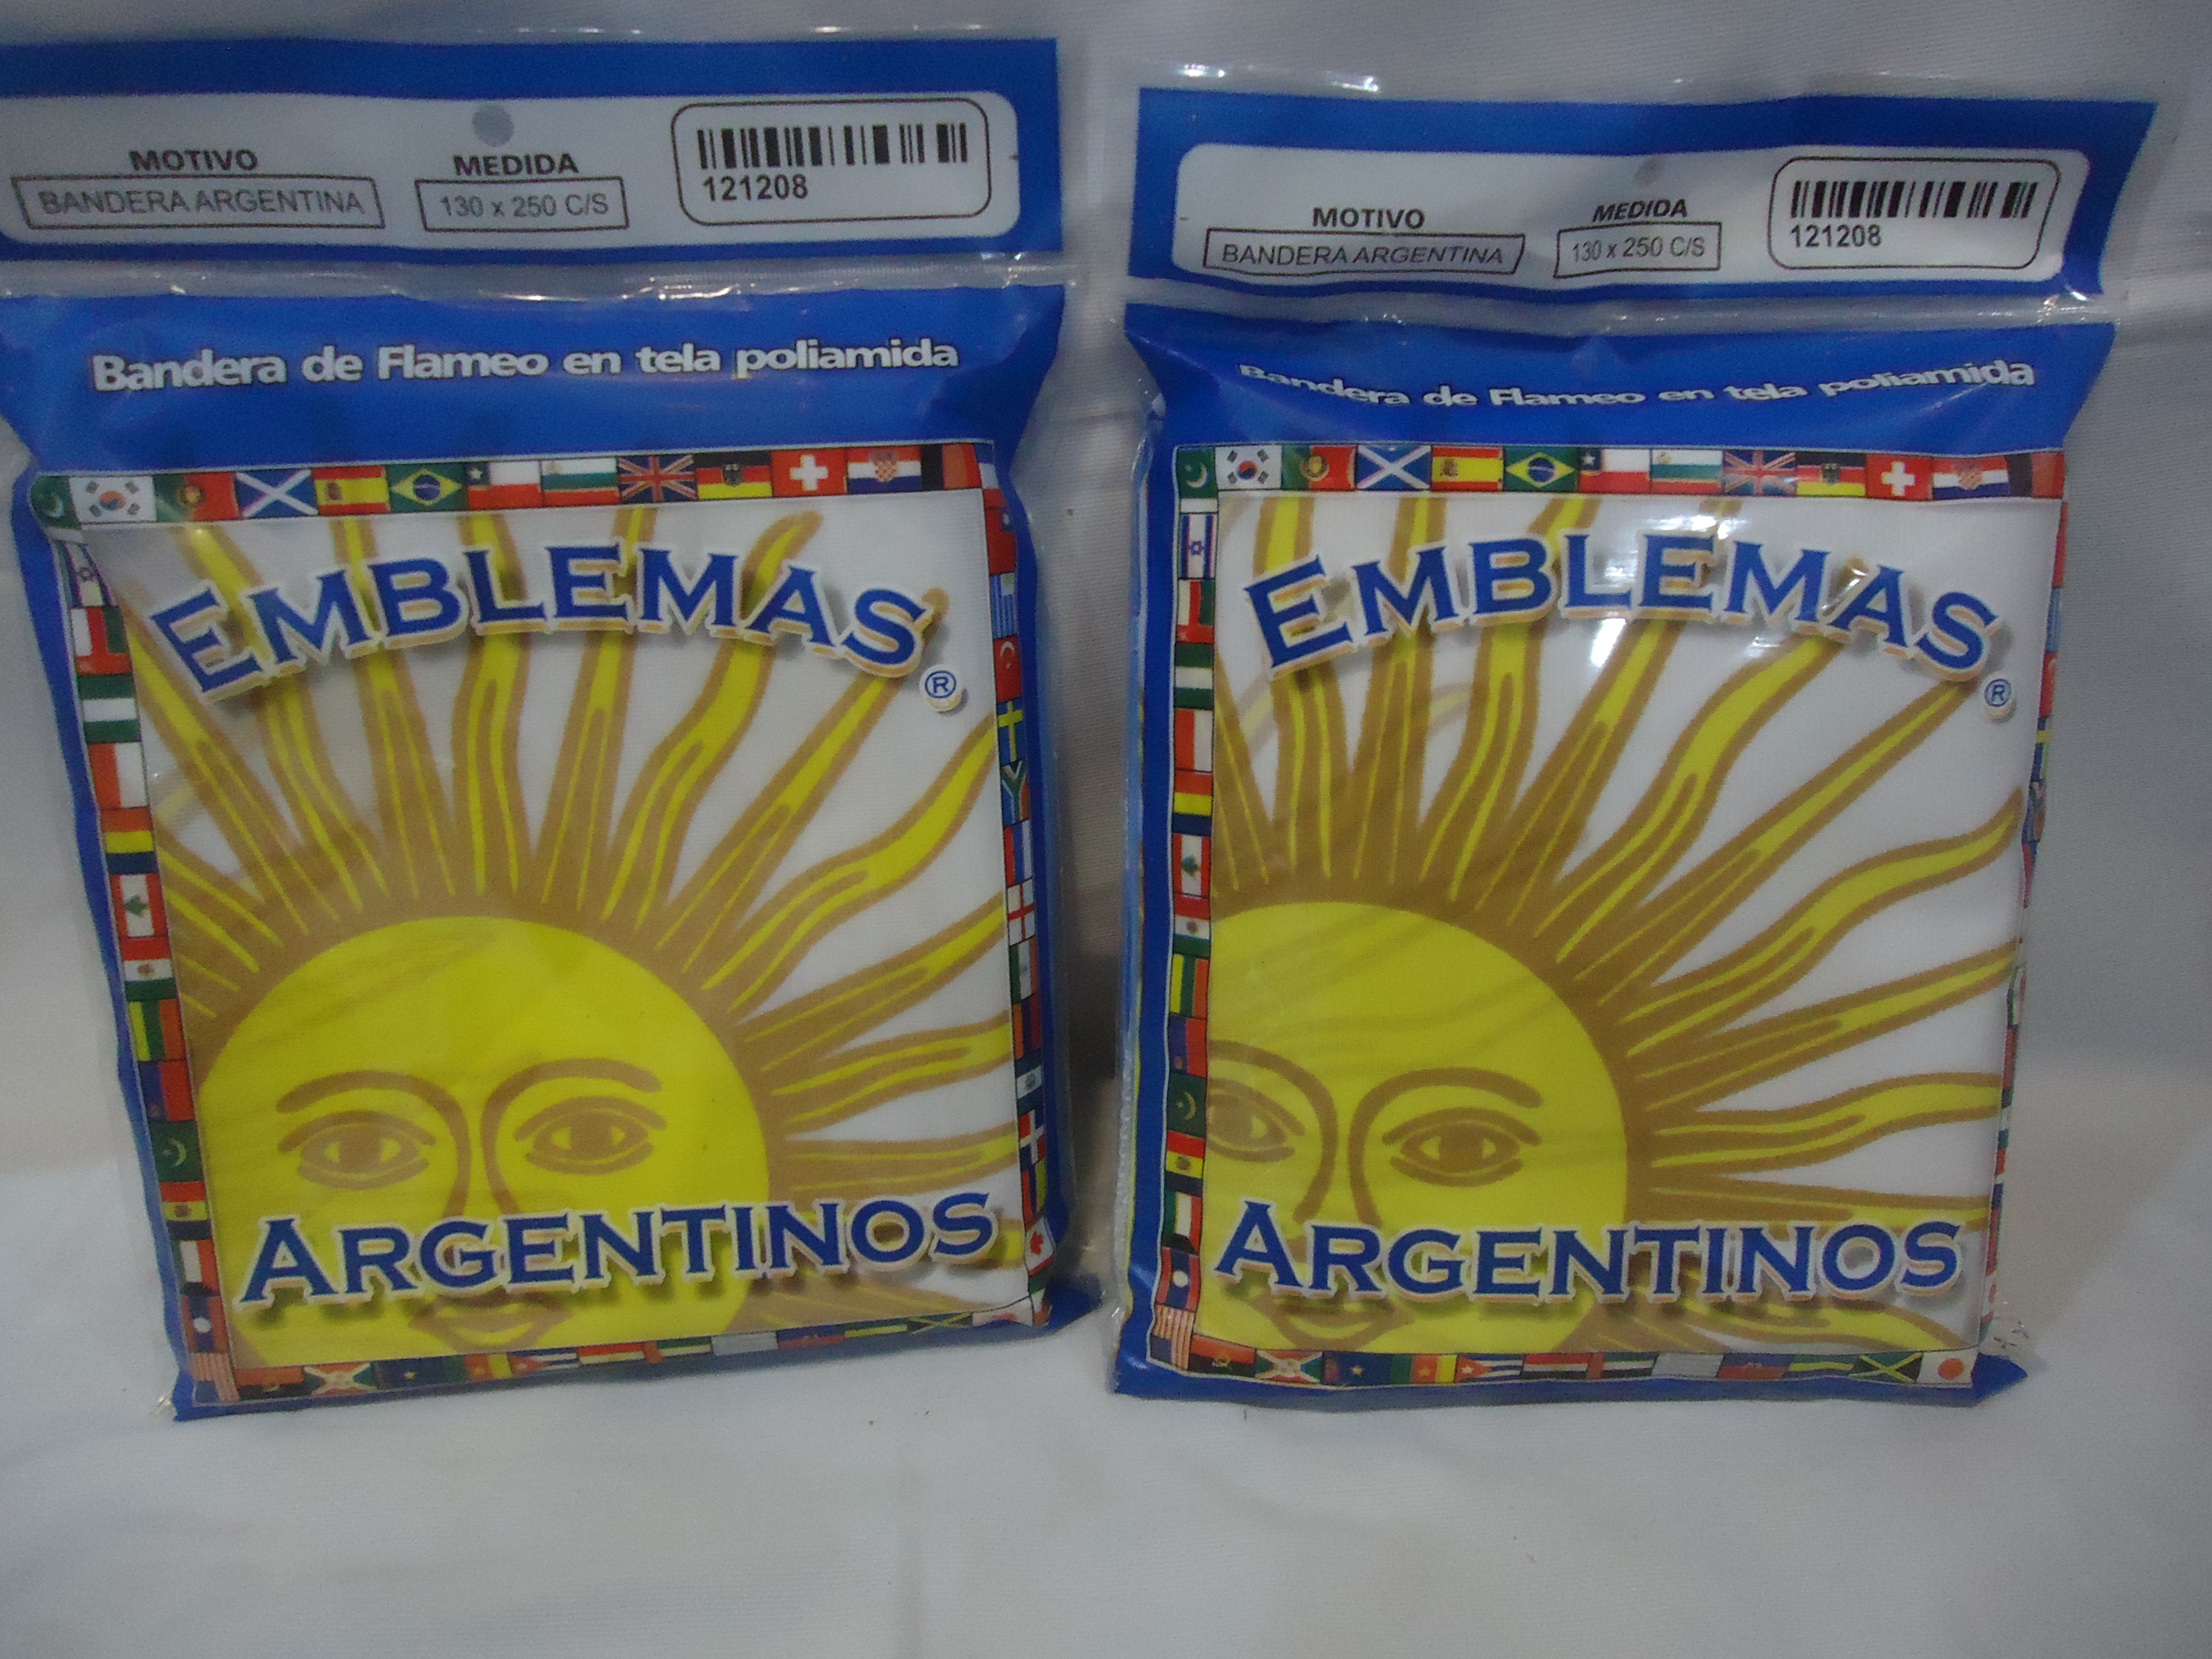 MOTIVO
BANDERA ARGENTINA
MEDIDA
130 x 250 C/S
121208
Bandera de Flameo en tela poliamida
EMBLEMAS
®
ARGENTINOS
MOTIVO
BANDERA ARGENTINA
MEDIDA
130 x 250 C/S
121208
Bandera de Flameo en tela poliamida
EMBLEMAS
®
ARGENTINOS